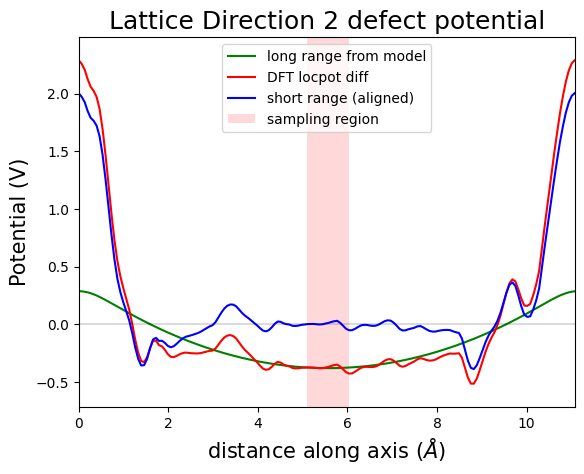 Lattice Direction 2 defect potential
long range from model
DFT locpot diff
short range (aligned)
sampling region
Potential (V)
2.0
1.5
1.0
0.5
0.0
−0.5
0 2 4 6 8 10
distance along axis (Å)